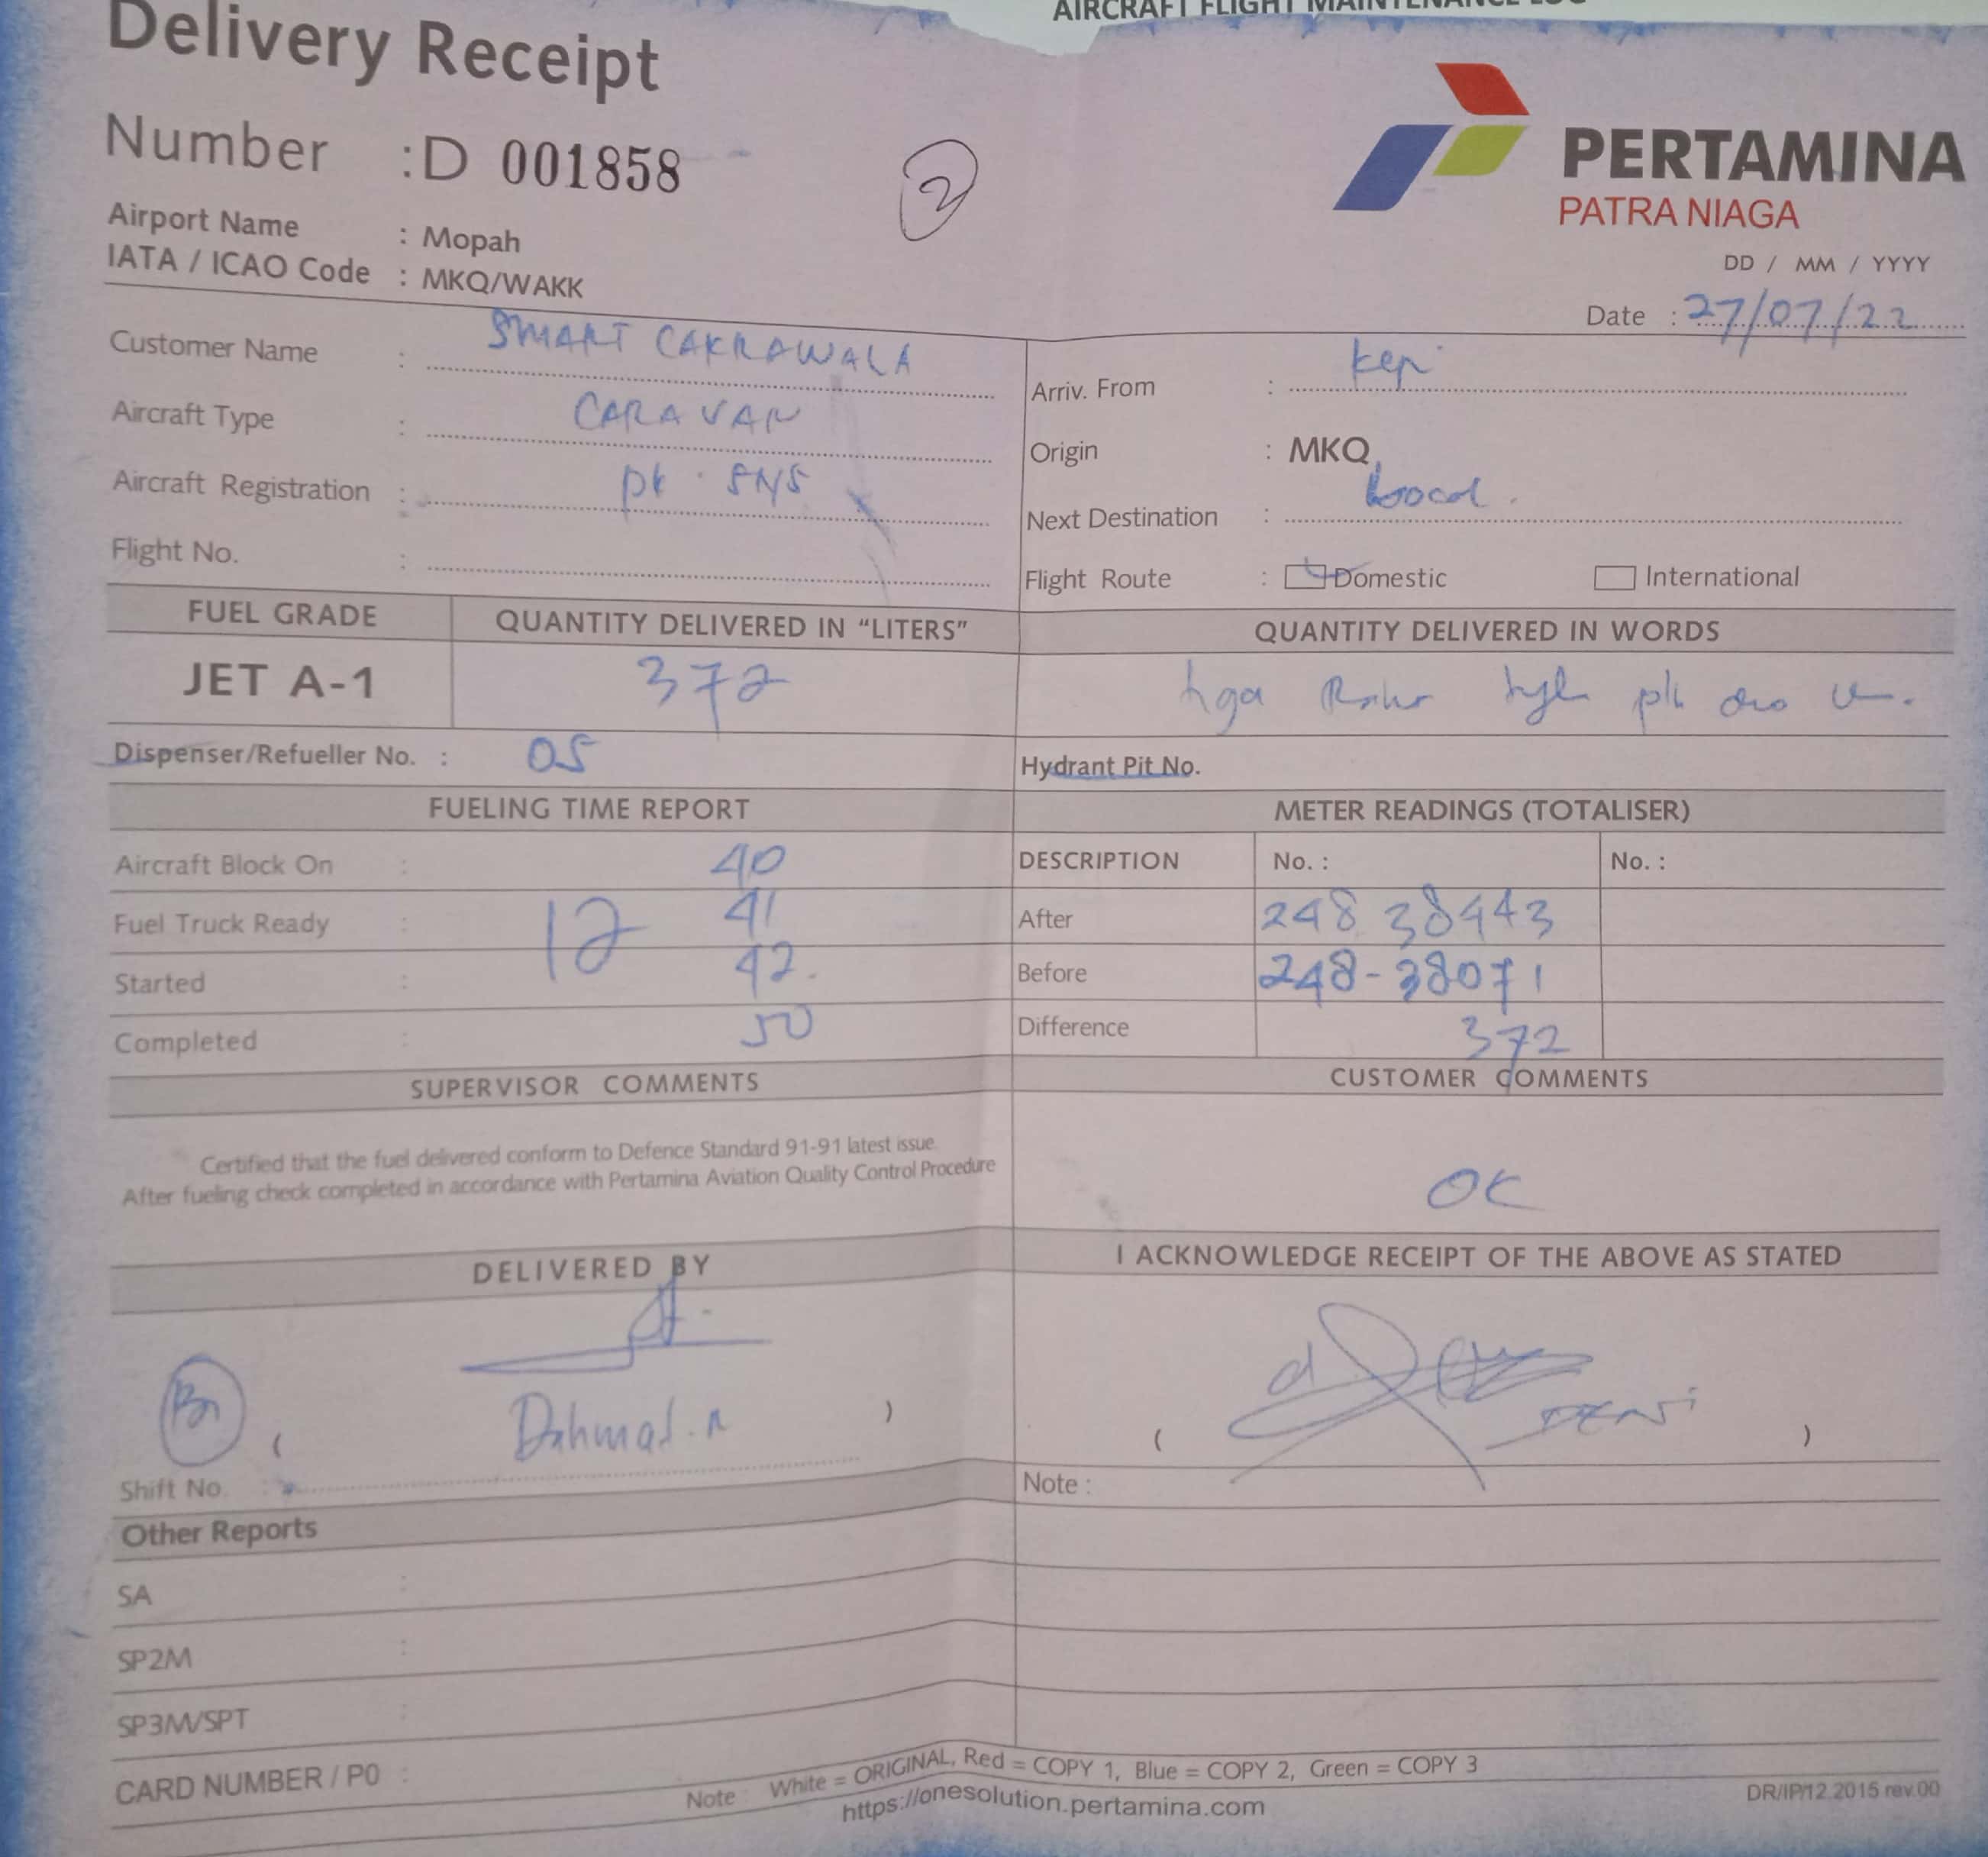 AIRCRAFT FLIGHT MAINTENANCE LOG
Delivery Receipt
Number : D 001858
2
PERTAMINA
PATRA NIAGA
Airport Name : Mopah
IATA / ICAO Code : MKQ/WAKK
DD / MM / YYYY
Date : 27/07/22
Customer Name : SMART CAKRAWALA
Aircraft Type : CARAVAN
Aircraft Registration : PK
Flight No. :
Arriv. From : kepi
Origin : MKQ
Next Destination : Local.
Flight Route : Domestic International
FUEL GRADE QUANTITY DELIVERED IN “LITERS” QUANTITY DELIVERED IN WORDS
JET A-1 372 tiga
Dispenser/Refueller No. : 05 Hydrant Pit No.
FUELING TIME REPORT METER READINGS (TOTALISER)
Aircraft Block On : 40 DESCRIPTION No. : No. :
Fuel Truck Ready : 12 41 After 248 38443
Started : 42. Before 248-38071
Completed : 50 Difference 372
SUPERVISOR COMMENTS CUSTOMER COMMENTS
Certified that the fuel delivered conform to Defence Standard 91-91 latest issue.
After fueling check completed in accordance with Pertamina Aviation Quality Control Procedure
OK
DELIVERED BY I ACKNOWLEDGE RECEIPT OF THE ABOVE AS STATED
( )
( )
Shift No. : Note :
Other Reports
SA :
SP2M :
SP3M/SPT :
CARD NUMBER / P0 :
Note : White = ORIGINAL, Red = COPY 1, Blue = COPY 2, Green = COPY 3
https://onesolution.pertamina.com
DR/IP/12.2015 rev.00